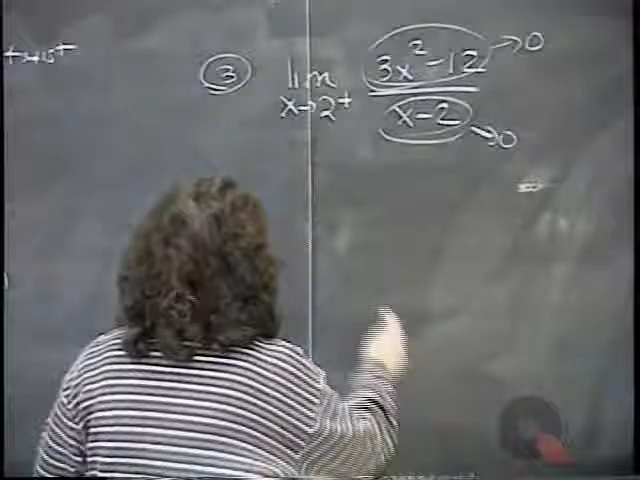 ③ lim x→2⁺ 3x²-12 →0
x-2 →0